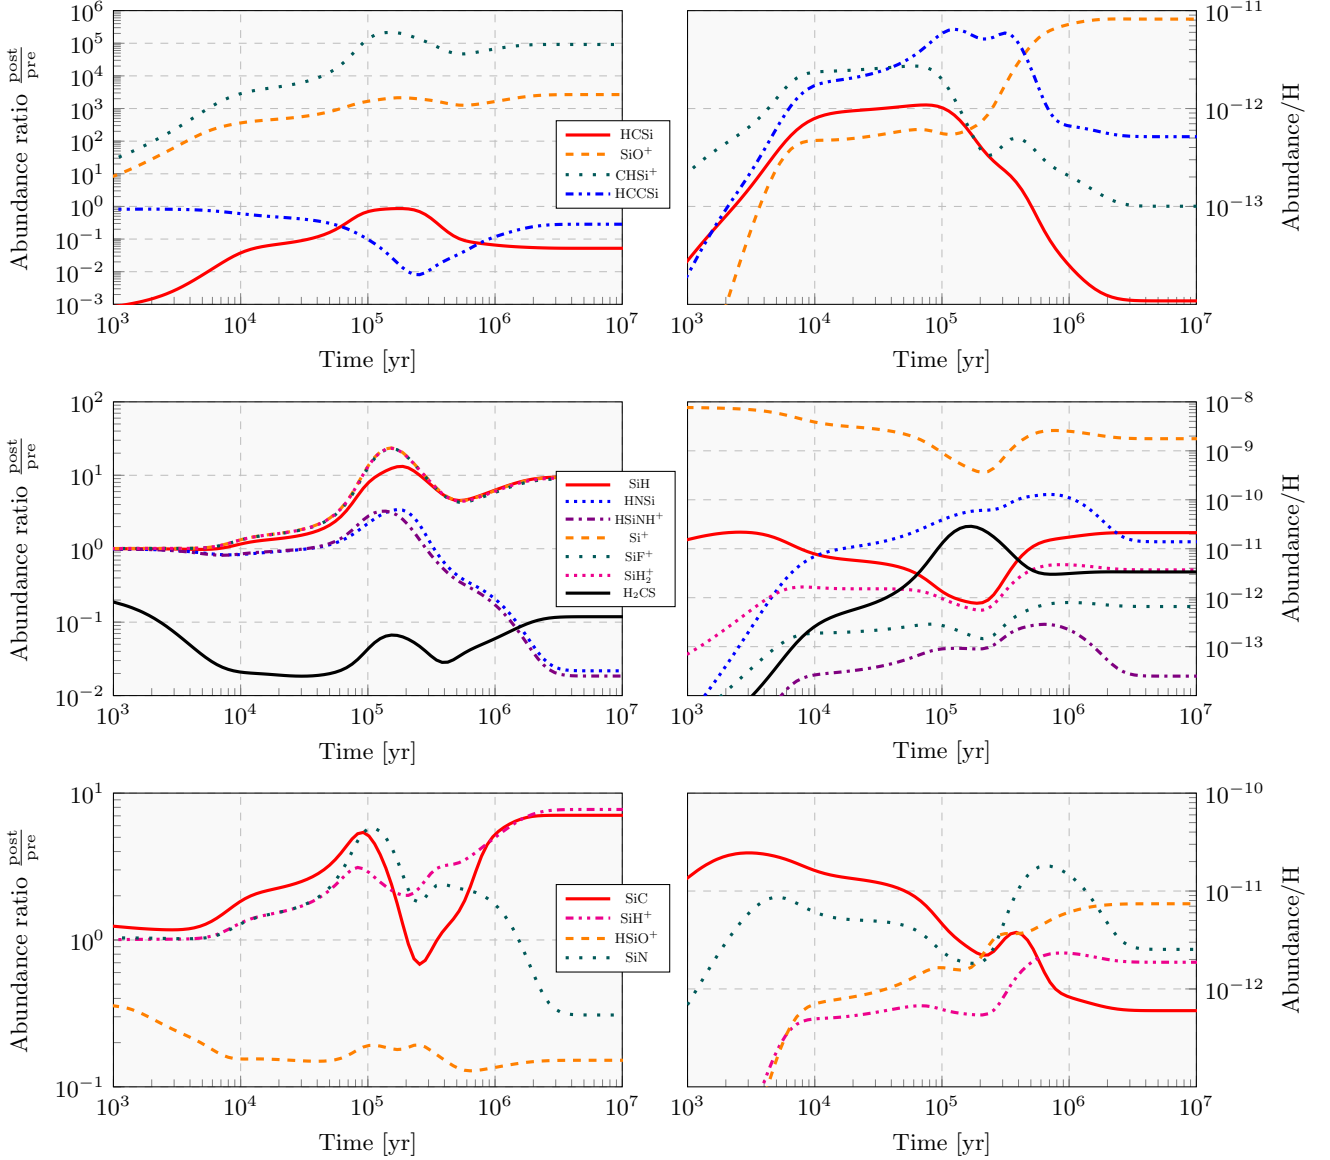 10^6
10^5
10^4
10^3
10^2
10^1
10^0
10^−1
10^−2
10^−3
Abundance ratio post/pre
10^3 10^4 10^5 10^6 10^7
Time [yr]
HCSi
SiO^+
CHSi^+
HCCSi
10^−11
10^−12
10^−13
Abundance/H
10^3 10^4 10^5 10^6 10^7
Time [yr]
10^2
10^1
10^0
10^−1
10^−2
Abundance ratio post/pre
10^3 10^4 10^5 10^6 10^7
Time [yr]
SiH
HNSi
HSiNH^+
Si^+
SiF^+
SiH_2^+
H_2CS
10^−8
10^−9
10^−10
10^−11
10^−12
10^−13
Abundance/H
10^3 10^4 10^5 10^6 10^7
Time [yr]
10^1
10^0
10^−1
Abundance ratio post/pre
10^3 10^4 10^5 10^6 10^7
Time [yr]
SiC
SiH^+
HSiO^+
SiN
10^−10
10^−11
10^−12
Abundance/H
10^3 10^4 10^5 10^6 10^7
Time [yr]